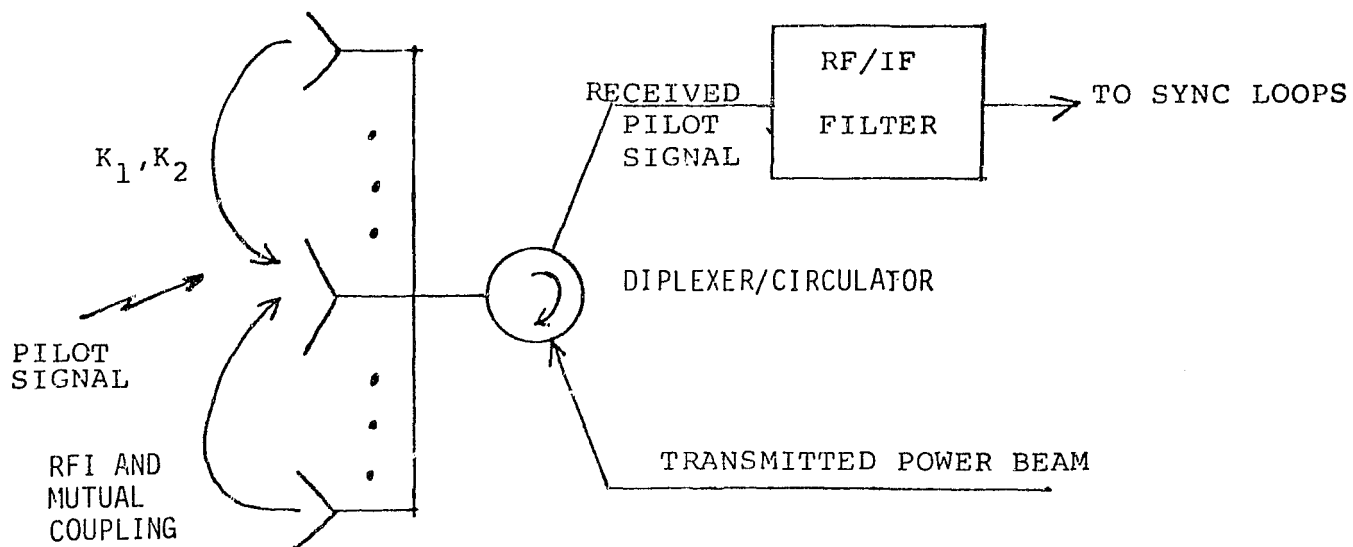 RF/IF
FILTER
RECEIVED
PILOT
SIGNAL
TO SYNC LOOPS
K1,K2
DIPLEXER/CIRCULATOR
PILOT
SIGNAL
RFI AND
MUTUAL
COUPLING
TRANSMITTED POWER BEAM